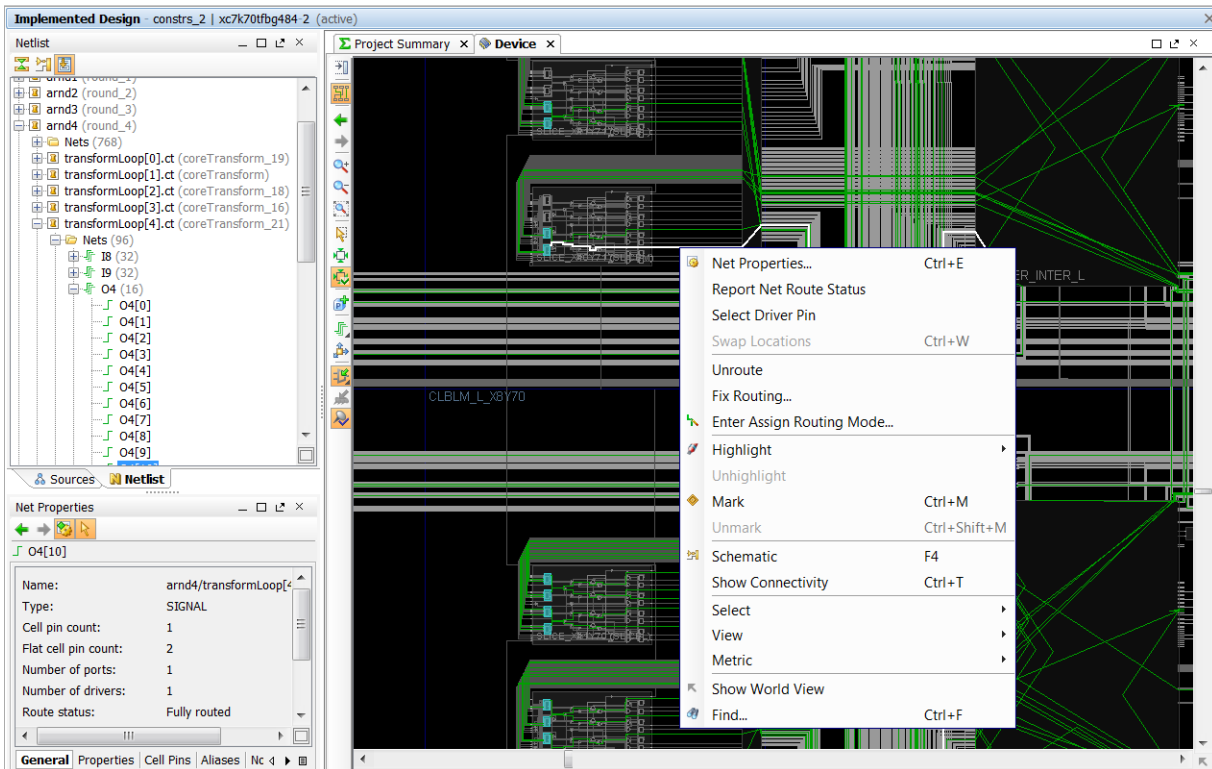 Implemented Design - constrs_2 | xc7k70tfbg484-2 (active)
Netlist
arnd2 (round_2)
arnd3 (round_3)
arnd4 (round_4)
Nets (768)
transformLoop[0].ct (coreTransform_19)
transformLoop[1].ct (coreTransform)
transformLoop[2].ct (coreTransform_18)
transformLoop[3].ct (coreTransform_16)
transformLoop[4].ct (coreTransform_21)
Nets (96)
I8 (32)
I9 (32)
O4 (16)
O4[0]
O4[1]
O4[2]
O4[3]
O4[4]
O4[5]
O4[6]
O4[7]
O4[8]
O4[9]
Sources Netlist
Net Properties
O4[10]
Name: arnd4/transformLoop[4
Type: SIGNAL
Cell pin count: 1
Flat cell pin count: 2
Number of ports: 1
Number of drivers: 1
Route status: Fully routed
General Properties Cell Pins Aliases
Project Summary Device
ER_INTER_L
CLBLM_L_X8Y70
Net Properties... Ctrl+E
Report Net Route Status
Select Driver Pin
Swap Locations Ctrl+W
Unroute
Fix Routing...
Enter Assign Routing Mode...
Highlight
Unhighlight
Mark Ctrl+M
Unmark Ctrl+Shift+M
Schematic F4
Show Connectivity Ctrl+T
Select
View
Metric
Show World View
Find... Ctrl+F